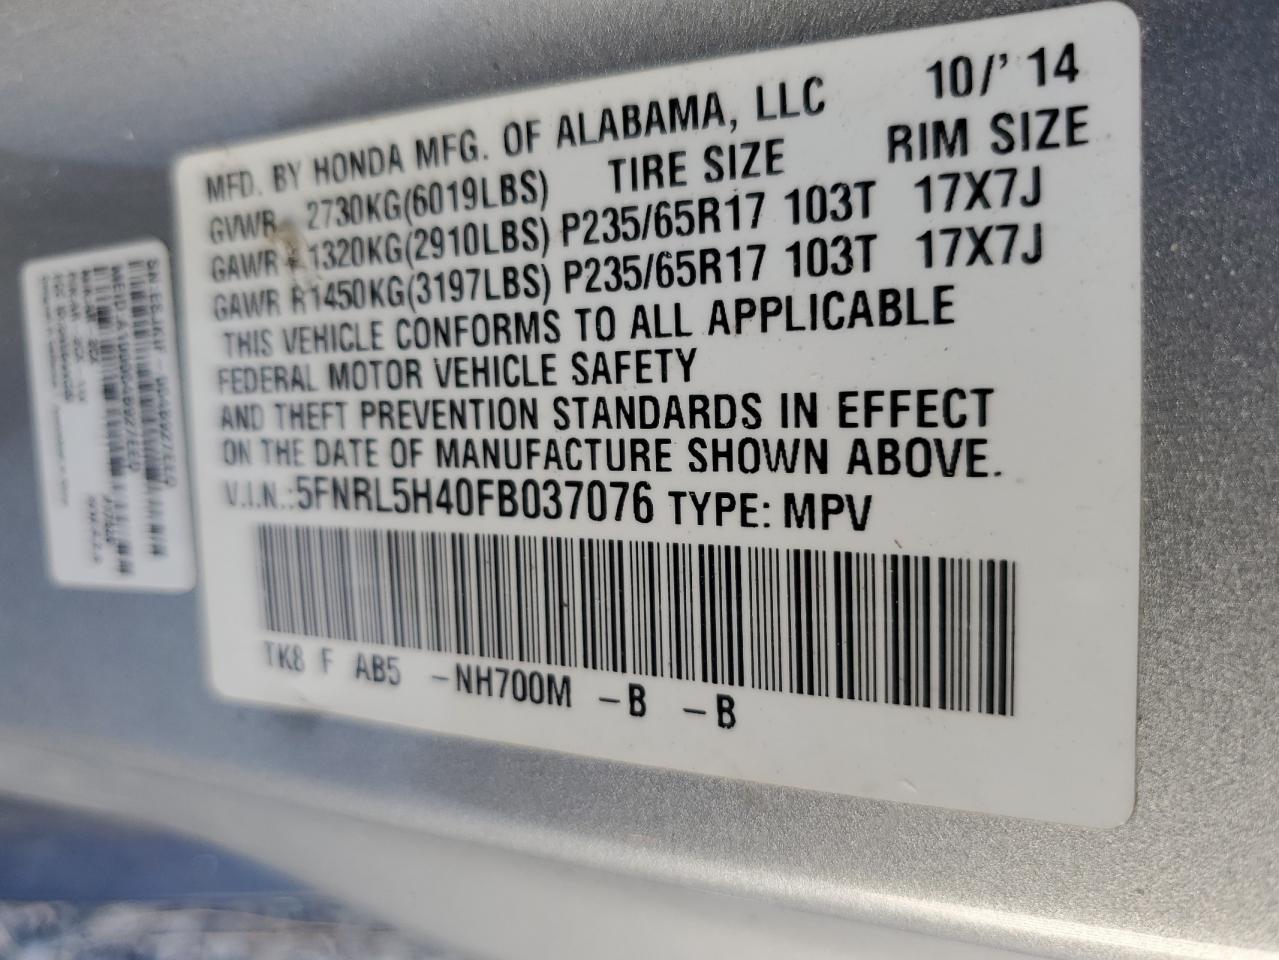 MFD. BY HONDA MFG. OF ALABAMA, LLC 10/'14
GVWR 2730KG(6019LBS) TIRE SIZE RIM SIZE
GAWR 1320KG(2910LBS) P235/65R17 103T 17X7J
GAWR R1450KG(3197LBS) P235/65R17 103T 17X7J
THIS VEHICLE CONFORMS TO ALL APPLICABLE
FEDERAL MOTOR VEHICLE SAFETY
AND THEFT PREVENTION STANDARDS IN EFFECT
ON THE DATE OF MANUFACTURE SHOWN ABOVE.
V.I.N.:5FNRL5H40FB037076 TYPE: MPV
TK8 F AB5 -NH700M -B -B